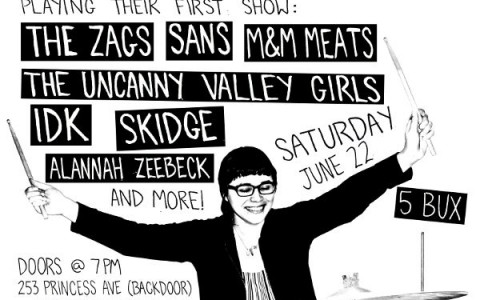 PLAYING THEIR FIRST SHOW:
THE ZAGS SANS M&M MEATS
THE UNCANNY VALLEY GIRLS
IDK SKIDGE
ALANNAH ZEEBECK
AND MORE!
SATURDAY
JUNE 22
5 BUX
DOORS @ 7PM
253 PRINCESS AVE (BACKDOOR)